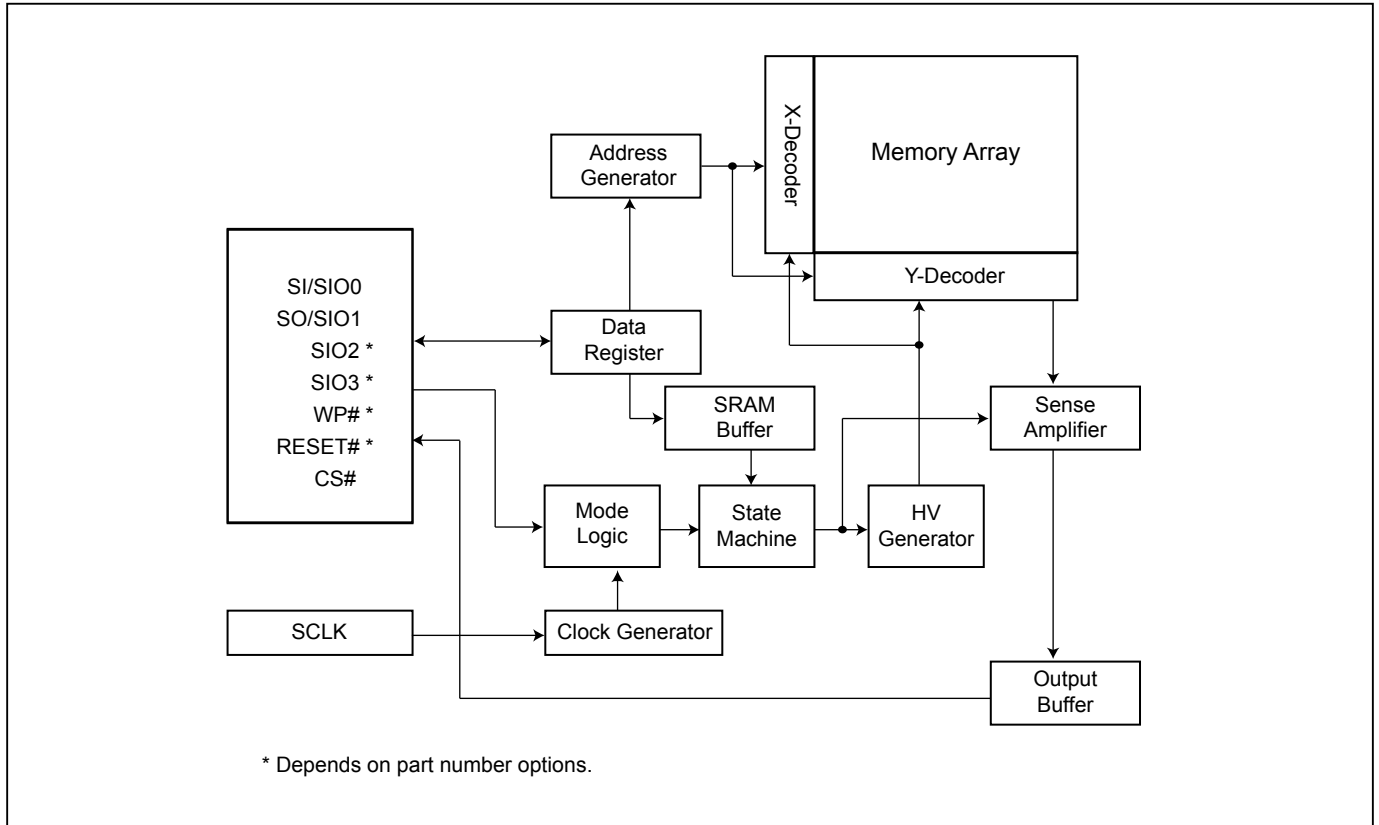 X-Decoder
Memory Array
Address
Generator
Y-Decoder
SI/SIO0
SO/SIO1
SIO2 *
SIO3 *
WP# *
RESET# *
CS#
Data
Register
SRAM
Buffer
Sense
Amplifier
Mode
Logic
State
Machine
HV
Generator
SCLK
Clock Generator
Output
Buffer
* Depends on part number options.